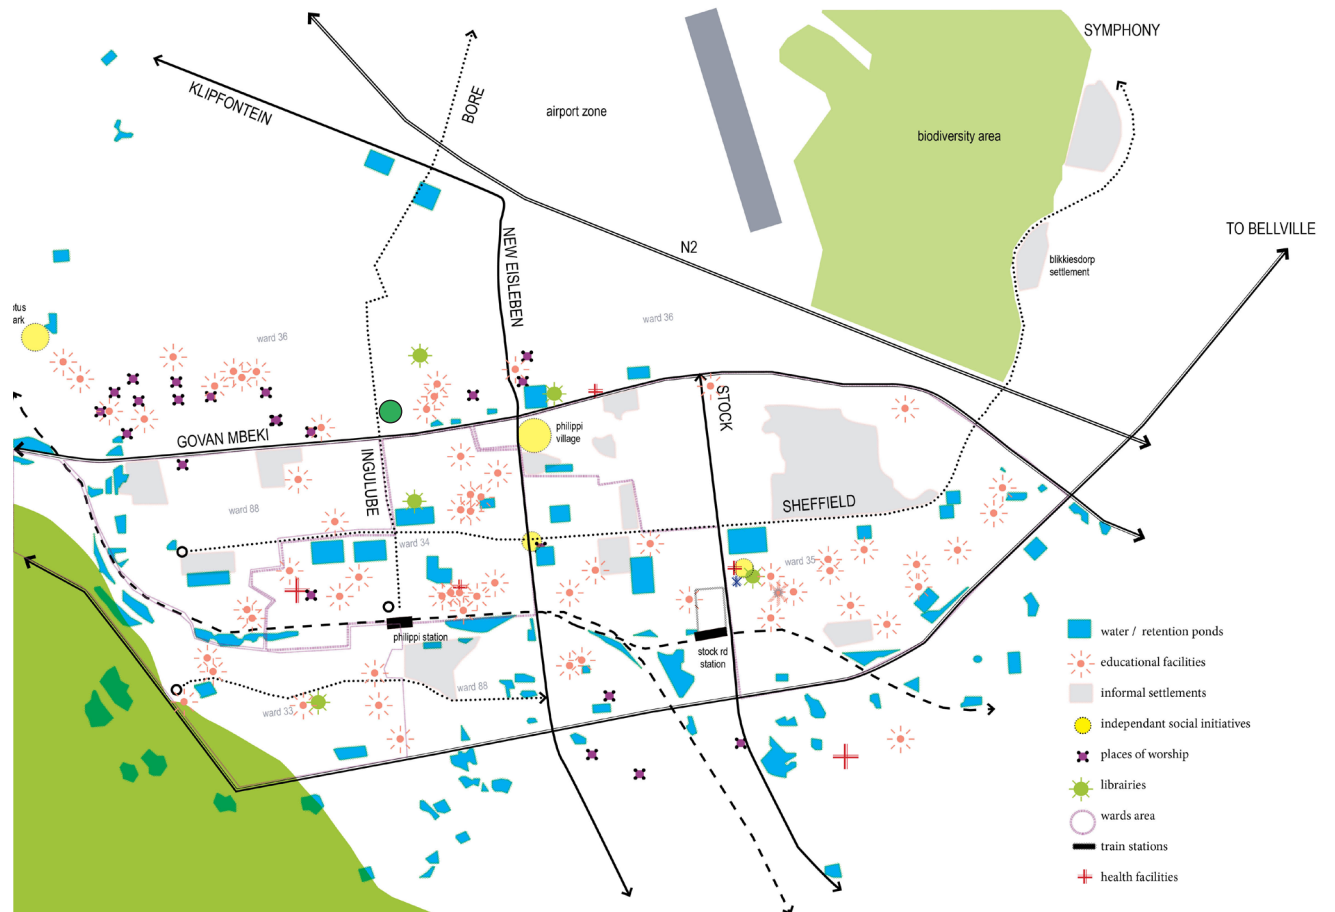 SYMPHONY
KLIPFONTEIN
BORE
airport zone
biodiversity area
TO BELLVILLE
N2
NEW EISLEBEN
blikkiesdorp
settlement
ntus
ark
ward 36
ward 36
STOCK
GOVAN MBEKI
philippi
village
INGULUBE
SHEFFIELD
ward 88
ward 34
ward 35
philippi station
stock rd
station
ward 88
ward 33
water / retention ponds
educational facilities
informal settlements
independant social initiatives
places of worship
librairies
wards area
train stations
health facilities